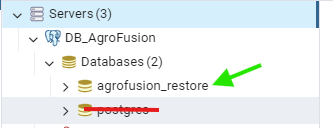 Servers (3)
DB_AgroFusion
Databases (2)
agrofusion_restore
postgres